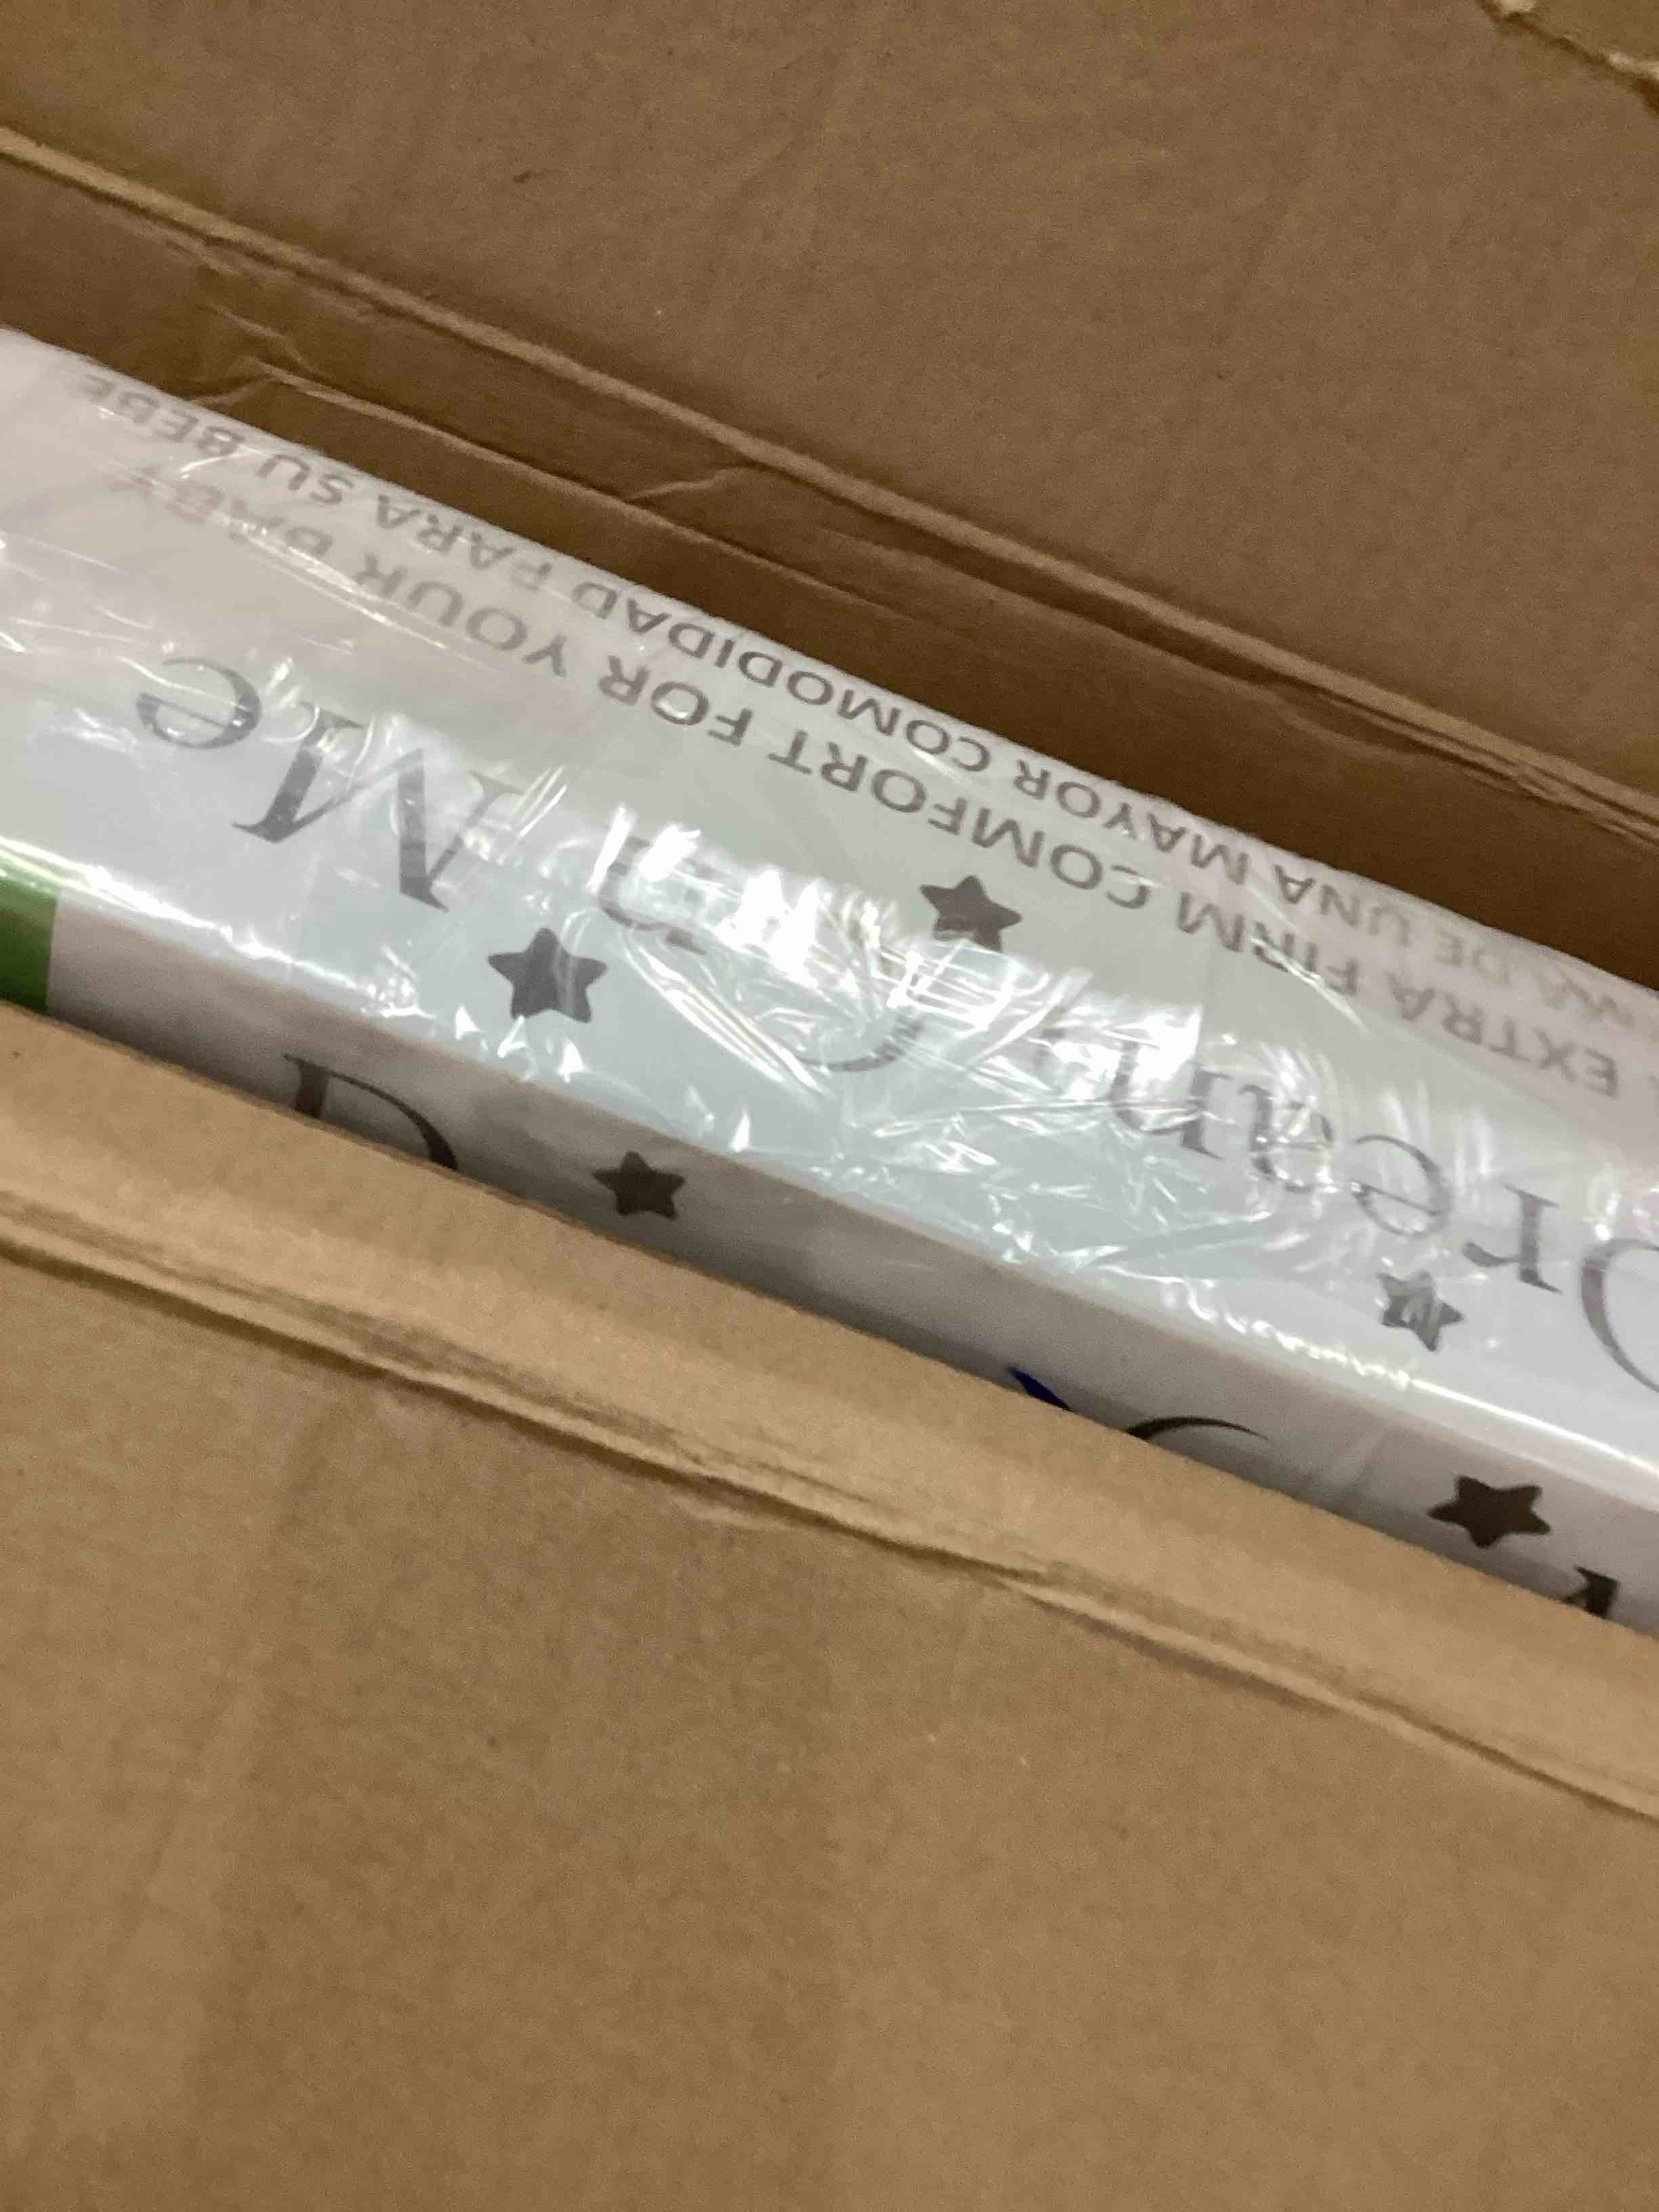 EXTRA FIRM COMFORT FOR YOUR BABY
DE UNA MAYOR COMODIDAD PARA SU BEBE
Dream On Me